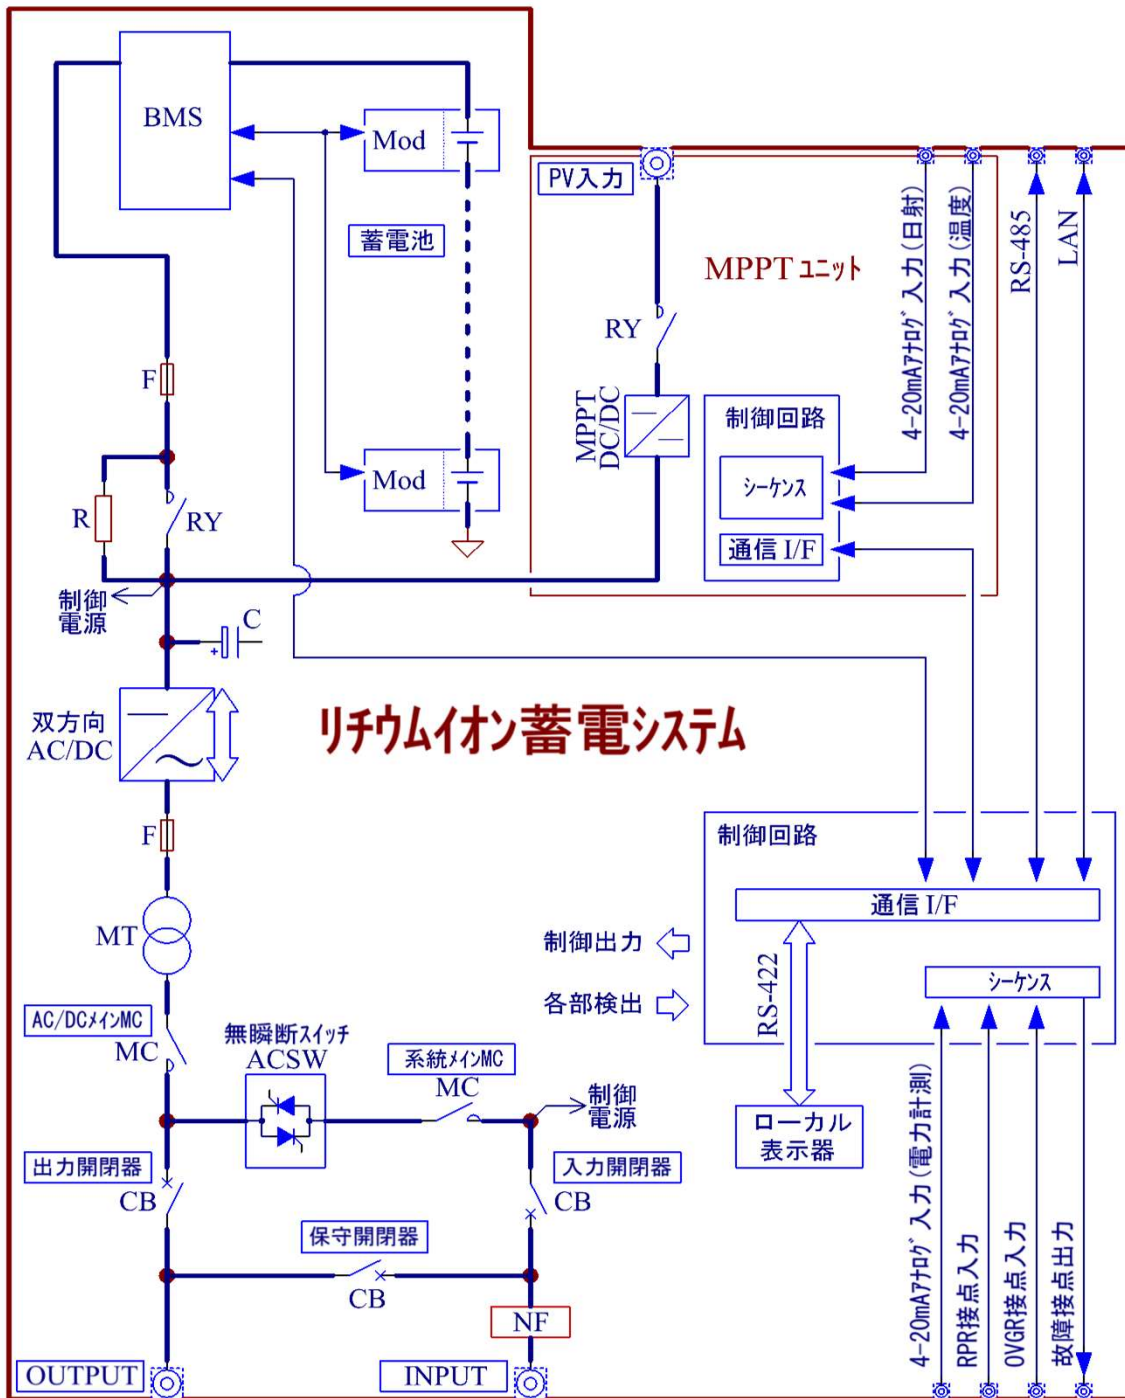 BMS
Mod
蓄電池
Mod
PV入力
MPPTユニット
RY
MPPT
DC/DC
制御回路
シーケンス
通信 I/F
4-20mAアナログ入力(日射)
4-20mAアナログ入力(温度)
RS-485
LAN
F
R
RY
制御
電源
C
双方向
AC/DC
リチウムイオン蓄電システム
F
MT
AC/DCメインMC
MC
無瞬断スイッチ
ACSW
系統メインMC
MC
制御
電源
出力開閉器
CB
入力開閉器
CB
保守開閉器
CB
NF
OUTPUT
INPUT
制御回路
通信 I/F
シーケンス
制御出力
各部検出
RS-422
ローカル
表示器
4-20mAアナログ入力(電力計測)
RPR接点入力
OVGR接点入力
故障接点出力